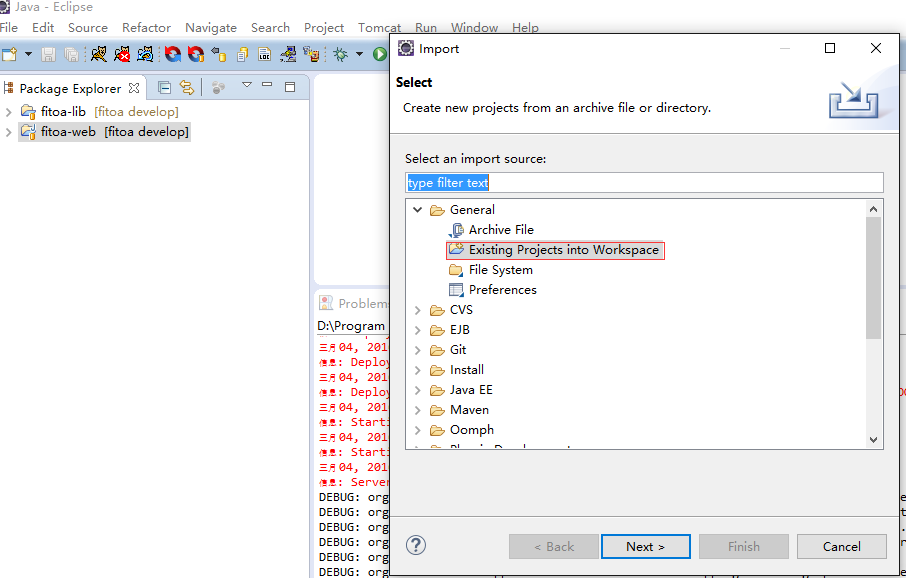 Java - Eclipse
File Edit Source Refactor Navigate Search Project Tomcat Run Window Help
Package Explorer
fitoa-lib [fitoa develop]
fitoa-web [fitoa develop]
Problems
D:\Program
三月 04, 201
信息: Deploy
三月 04, 201
信息: Deploy
三月 04, 201
信息: Starti
三月 04, 201
信息: Starti
三月 04, 201
信息: Server
DEBUG: org
DEBUG: org
DEBUG: org
DEBUG: org
DEBUG: org
DEBUG: org
Import
Select
Create new projects from an archive file or directory.
Select an import source:
type filter text
General
Archive File
Existing Projects into Workspace
File System
Preferences
CVS
EJB
Git
Install
Java EE
Maven
Oomph
?
< Back Next > Finish Cancel